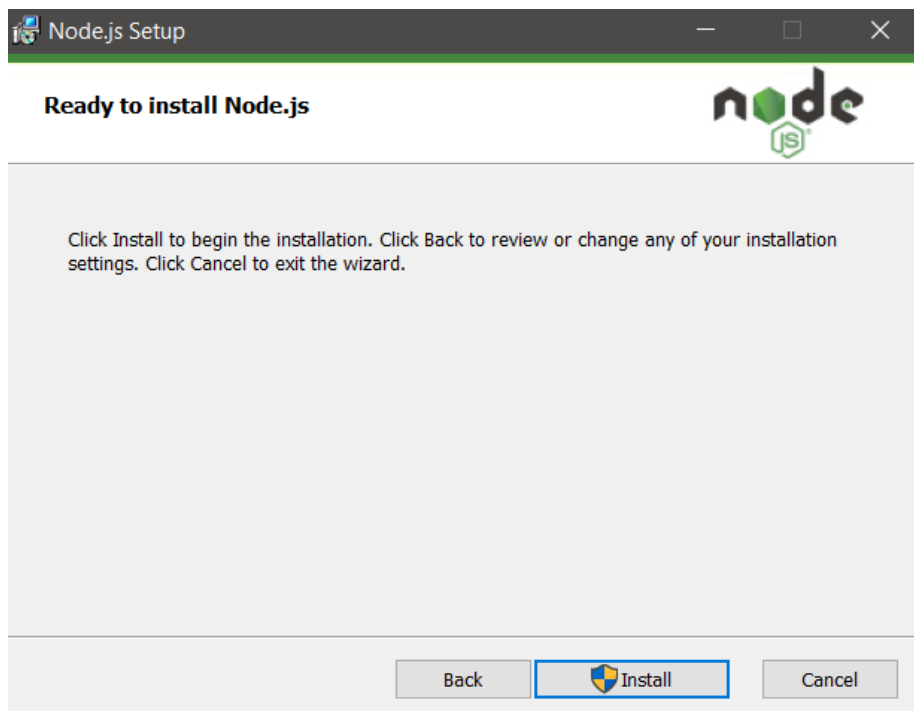 Node.js Setup
Ready to install Node.js
node
JS
Click Install to begin the installation. Click Back to review or change any of your installation
settings. Click Cancel to exit the wizard.
Back
Install
Cancel